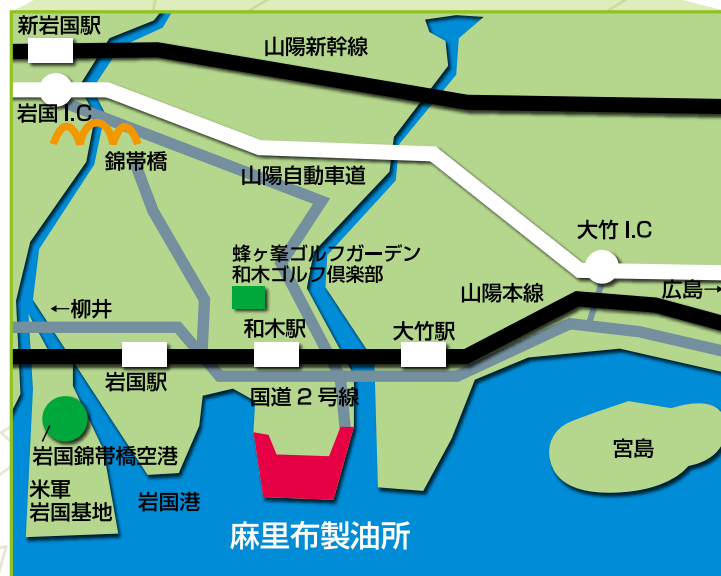 新岩国駅
山陽新幹線
岩国 I.C
錦帯橋
山陽自動車道
大竹 I.C
蜂ヶ峯ゴルフガーデン
和木ゴルフ倶楽部
広島→
山陽本線
←柳井
和木駅
大竹駅
岩国駅
国道 2 号線
宮島
岩国錦帯橋空港
米軍
岩国基地
岩国港
麻里布製油所